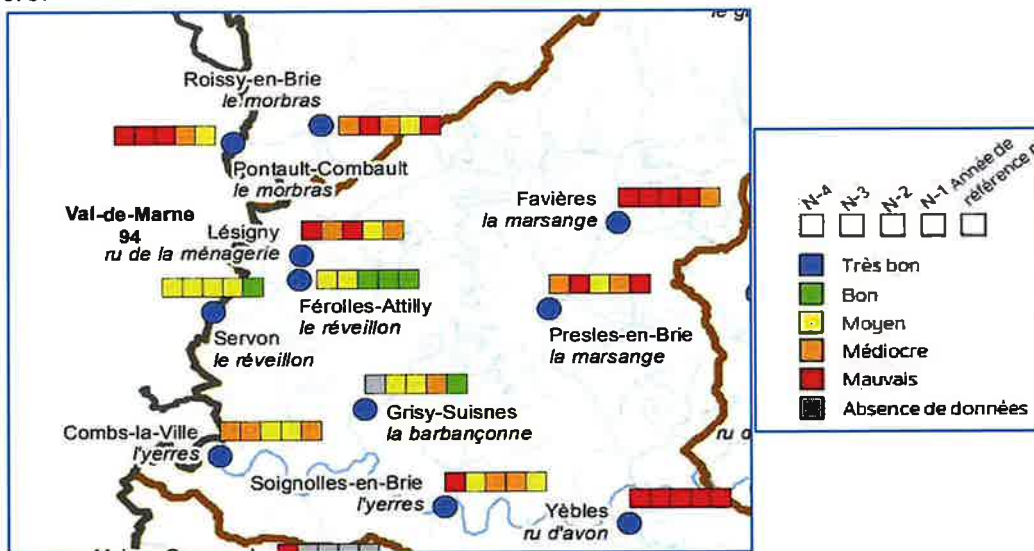 Roissy-en-Brie
le morbras
Pontault-Combault
le morbras
Val-de-Marne
94
Lésigny
ru de la ménagerie
Férolles-Attilly
le réveillon
Servon
le réveillon
Favières
la marsange
Presles-en-Brie
la marsange
Grisy-Suisnes
la barbançonne
Combs-la-Ville
l'yerres
Soignolles-en-Brie
l'yerres
Yèbles
ru d'avon
N-4
N-3
N-2
N-1
Année de
référence
Très bon
Bon
Moyen
Médiocre
Mauvais
Absence de données